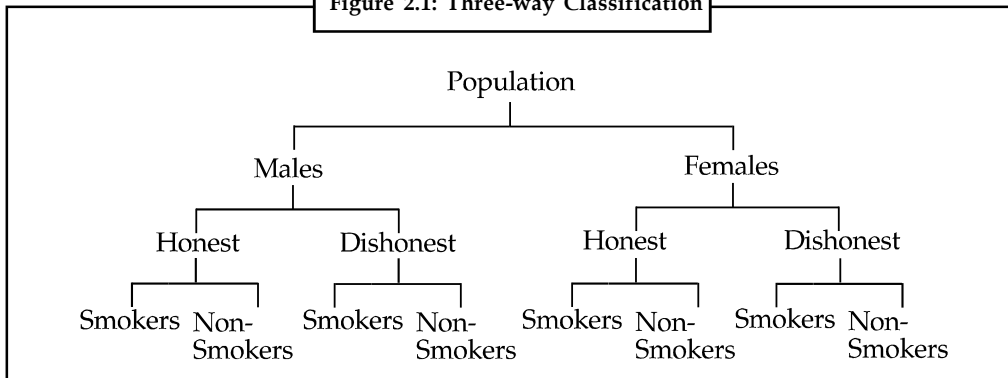 Figure 2.1: Three-way Classification
Population
Males
Females
Honest
Dishonest
Honest
Dishonest
Smokers
Non-
Smokers
Smokers
Non-
Smokers
Smokers
Non-
Smokers
Smokers
Non-
Smokers